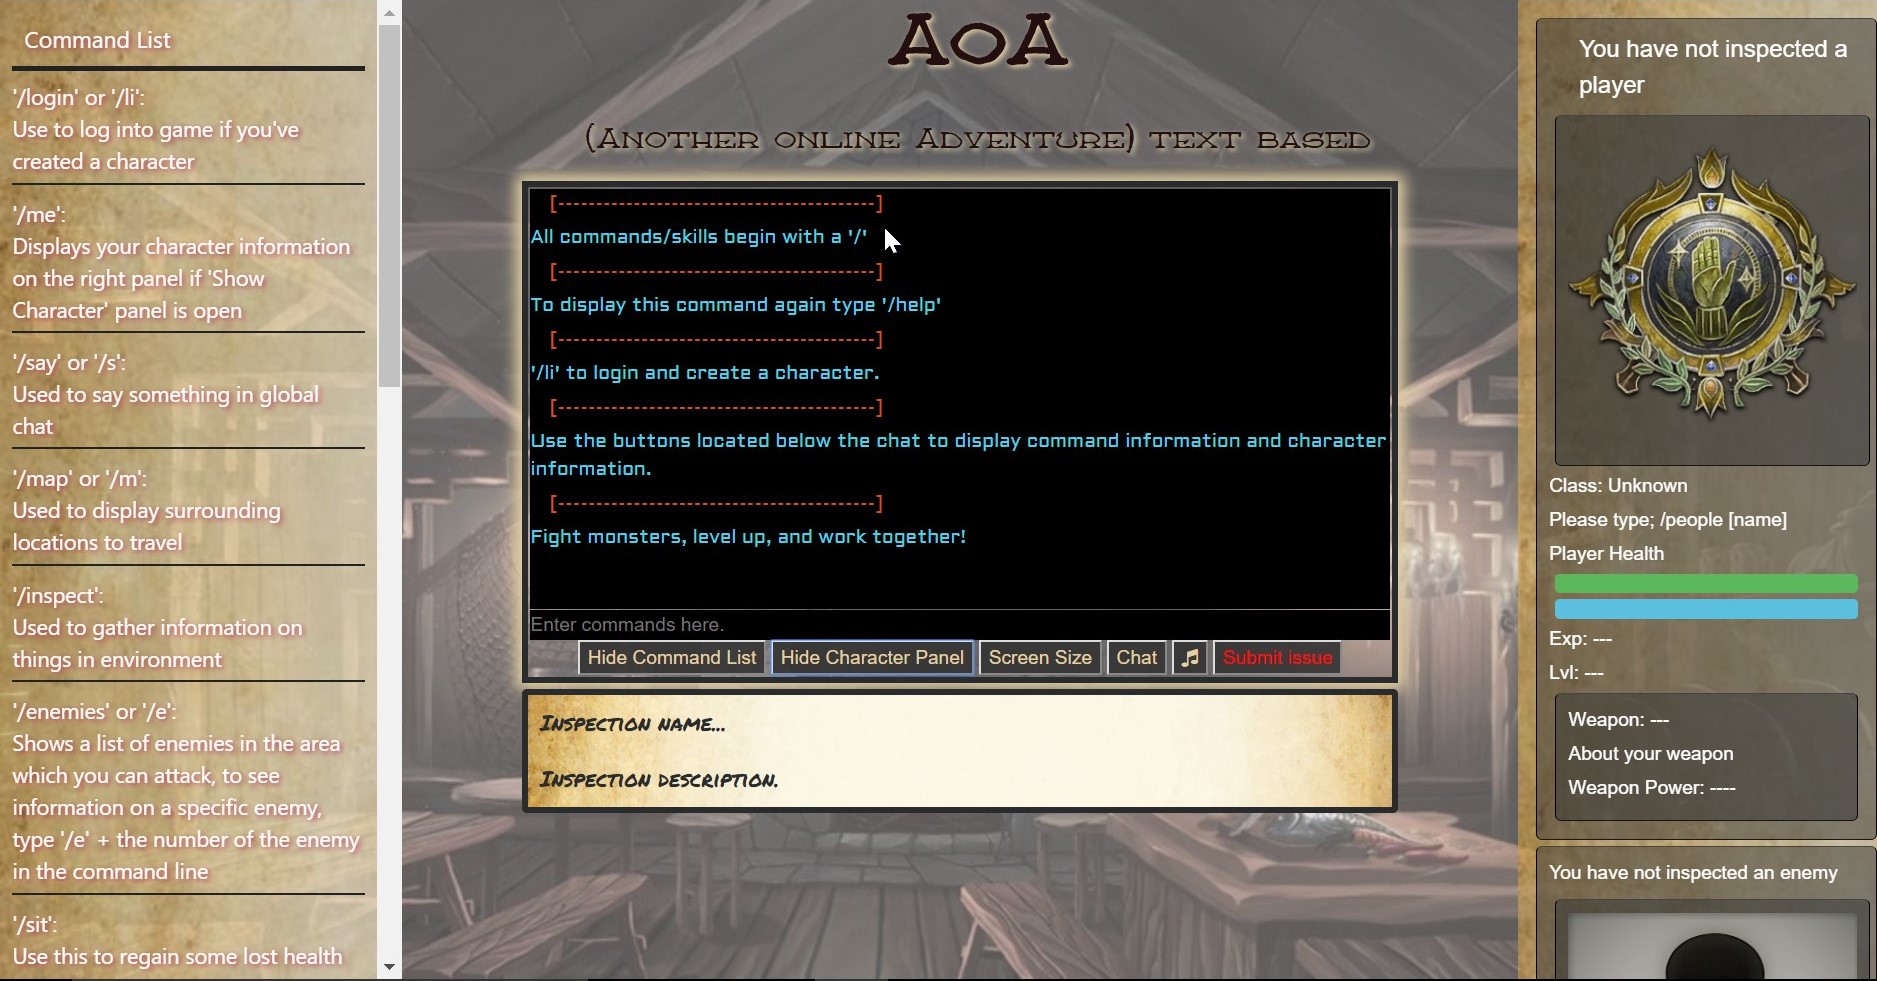 Command List
'/login' or '/li':
Use to log into game if you've
created a character
'/me':
Displays your character information
on the right panel if 'Show
Character' panel is open
'/say' or '/s':
Used to say something in global
chat
'/map' or '/m':
Used to display surrounding
locations to travel
'/inspect':
Used to gather information on
things in environment
'/enemies' or '/e':
Shows a list of enemies in the area
which you can attack, to see
information on a specific enemy,
type '/e' + the number of the enemy
in the command line
'/sit':
Use this to regain some lost health
AoA
(Another online Adventure) text based
[------------------------------------------]
All commands/skills begin with a '/'
[------------------------------------------]
To display this command again type '/help'
[------------------------------------------]
'/li' to login and create a character.
[------------------------------------------]
Use the buttons located below the chat to display command information and character
information.
[------------------------------------------]
Fight monsters, level up, and work together!
Enter commands here.
Hide Command List Hide Character Panel Screen Size Chat Submit issue
Inspection name...
Inspection description.
You have not inspected a
player
Class: Unknown
Please type; /people [name]
Player Health
Exp: ---
Lvl: ---
Weapon: ---
About your weapon
Weapon Power: ----
You have not inspected an enemy